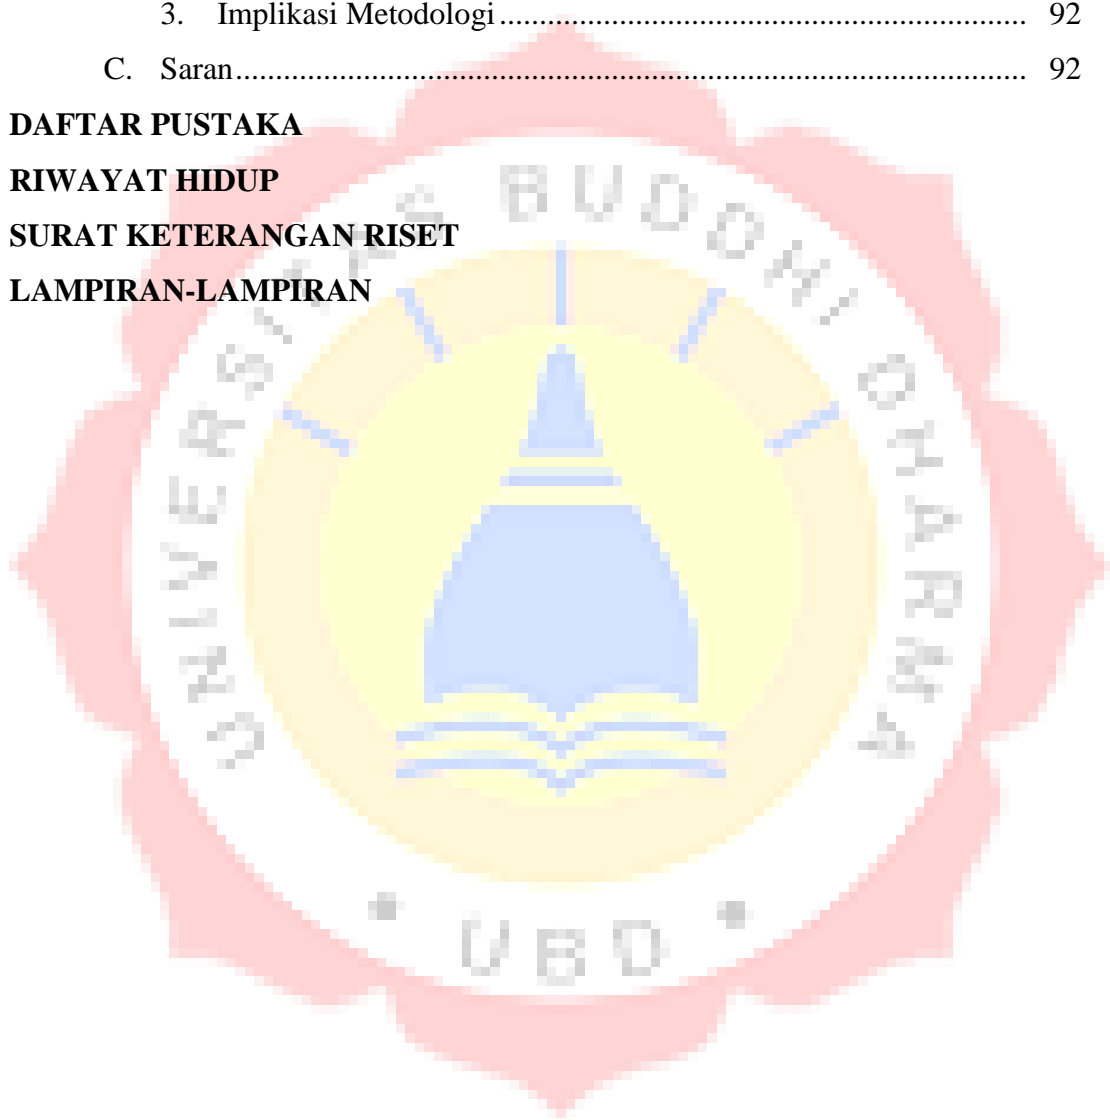 3. Implikasi Metodologi.................................................................. 92
C. Saran................................................................................................... 92
DAFTAR PUSTAKA
RIWAYAT HIDUP
SURAT KETERANGAN RISET
LAMPIRAN-LAMPIRAN
UNIVERSITAS BUDDHI DHARMA
• UBD •